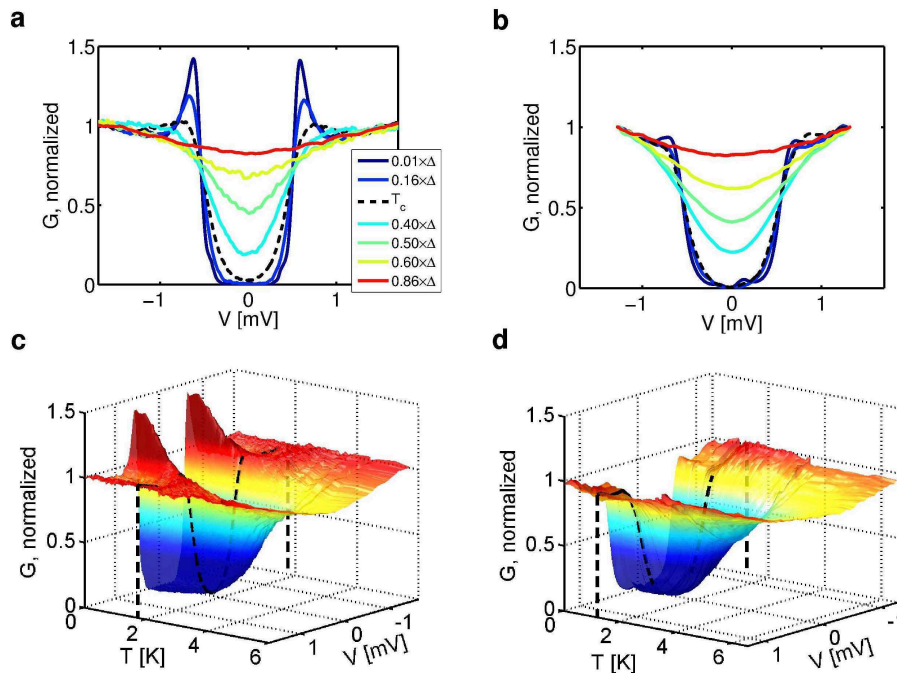 a
b
1.5
1
0.5
0
G, normalized
−1
0
1
V [mV]
0.01×Δ
0.16×Δ
T_c
0.40×Δ
0.50×Δ
0.60×Δ
0.86×Δ
1.5
1
0.5
0
G, normalized
−1
0
1
V [mV]
c
d
1.5
1
0.5
0
G, normalized
2
4
6
T [K]
1
0
-1
V [mV]
1.5
1
0.5
0
G, normalized
2
4
6
T [K]
1
0
-1
V [mV]